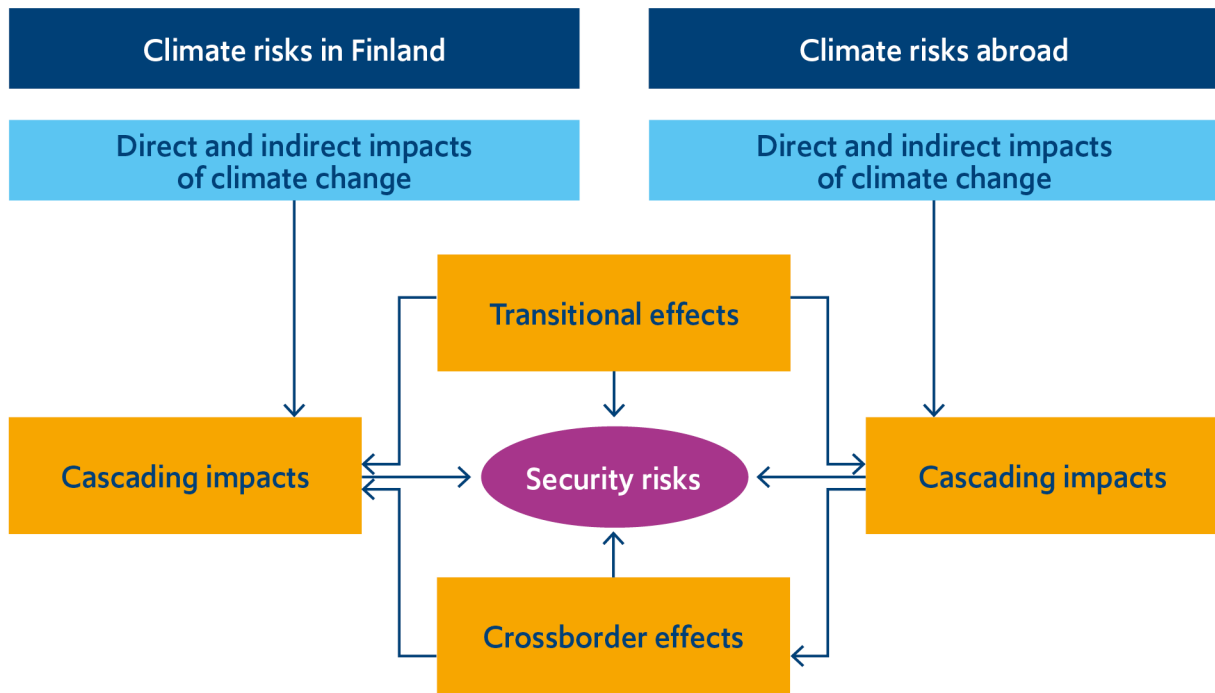 Climate risks in Finland
Climate risks abroad
Direct and indirect impacts
of climate change
Direct and indirect impacts
of climate change
Transitional effects
Cascading impacts
Security risks
Cascading impacts
Crossborder effects